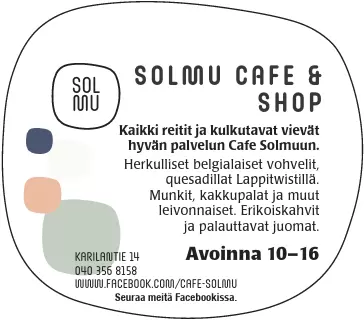 SOL
MU
SOLMU CAFE &
SHOP
Kaikki reitit ja kulkutavat vievät
hyvän palvelun Cafe Solmuun.
Herkulliset belgialaiset vohvelit,
quesadillat Lappitwistillä.
Munkit, kakkupalat ja muut
leivonnaiset. Erikoiskahvit
ja palauttavat juomat.
Avoinna 10–16
KARILANTIE 14
040 356 8158
WWW.FACEBOOK.COM/CAFE-SOLMU
Seuraa meitä Facebookissa.